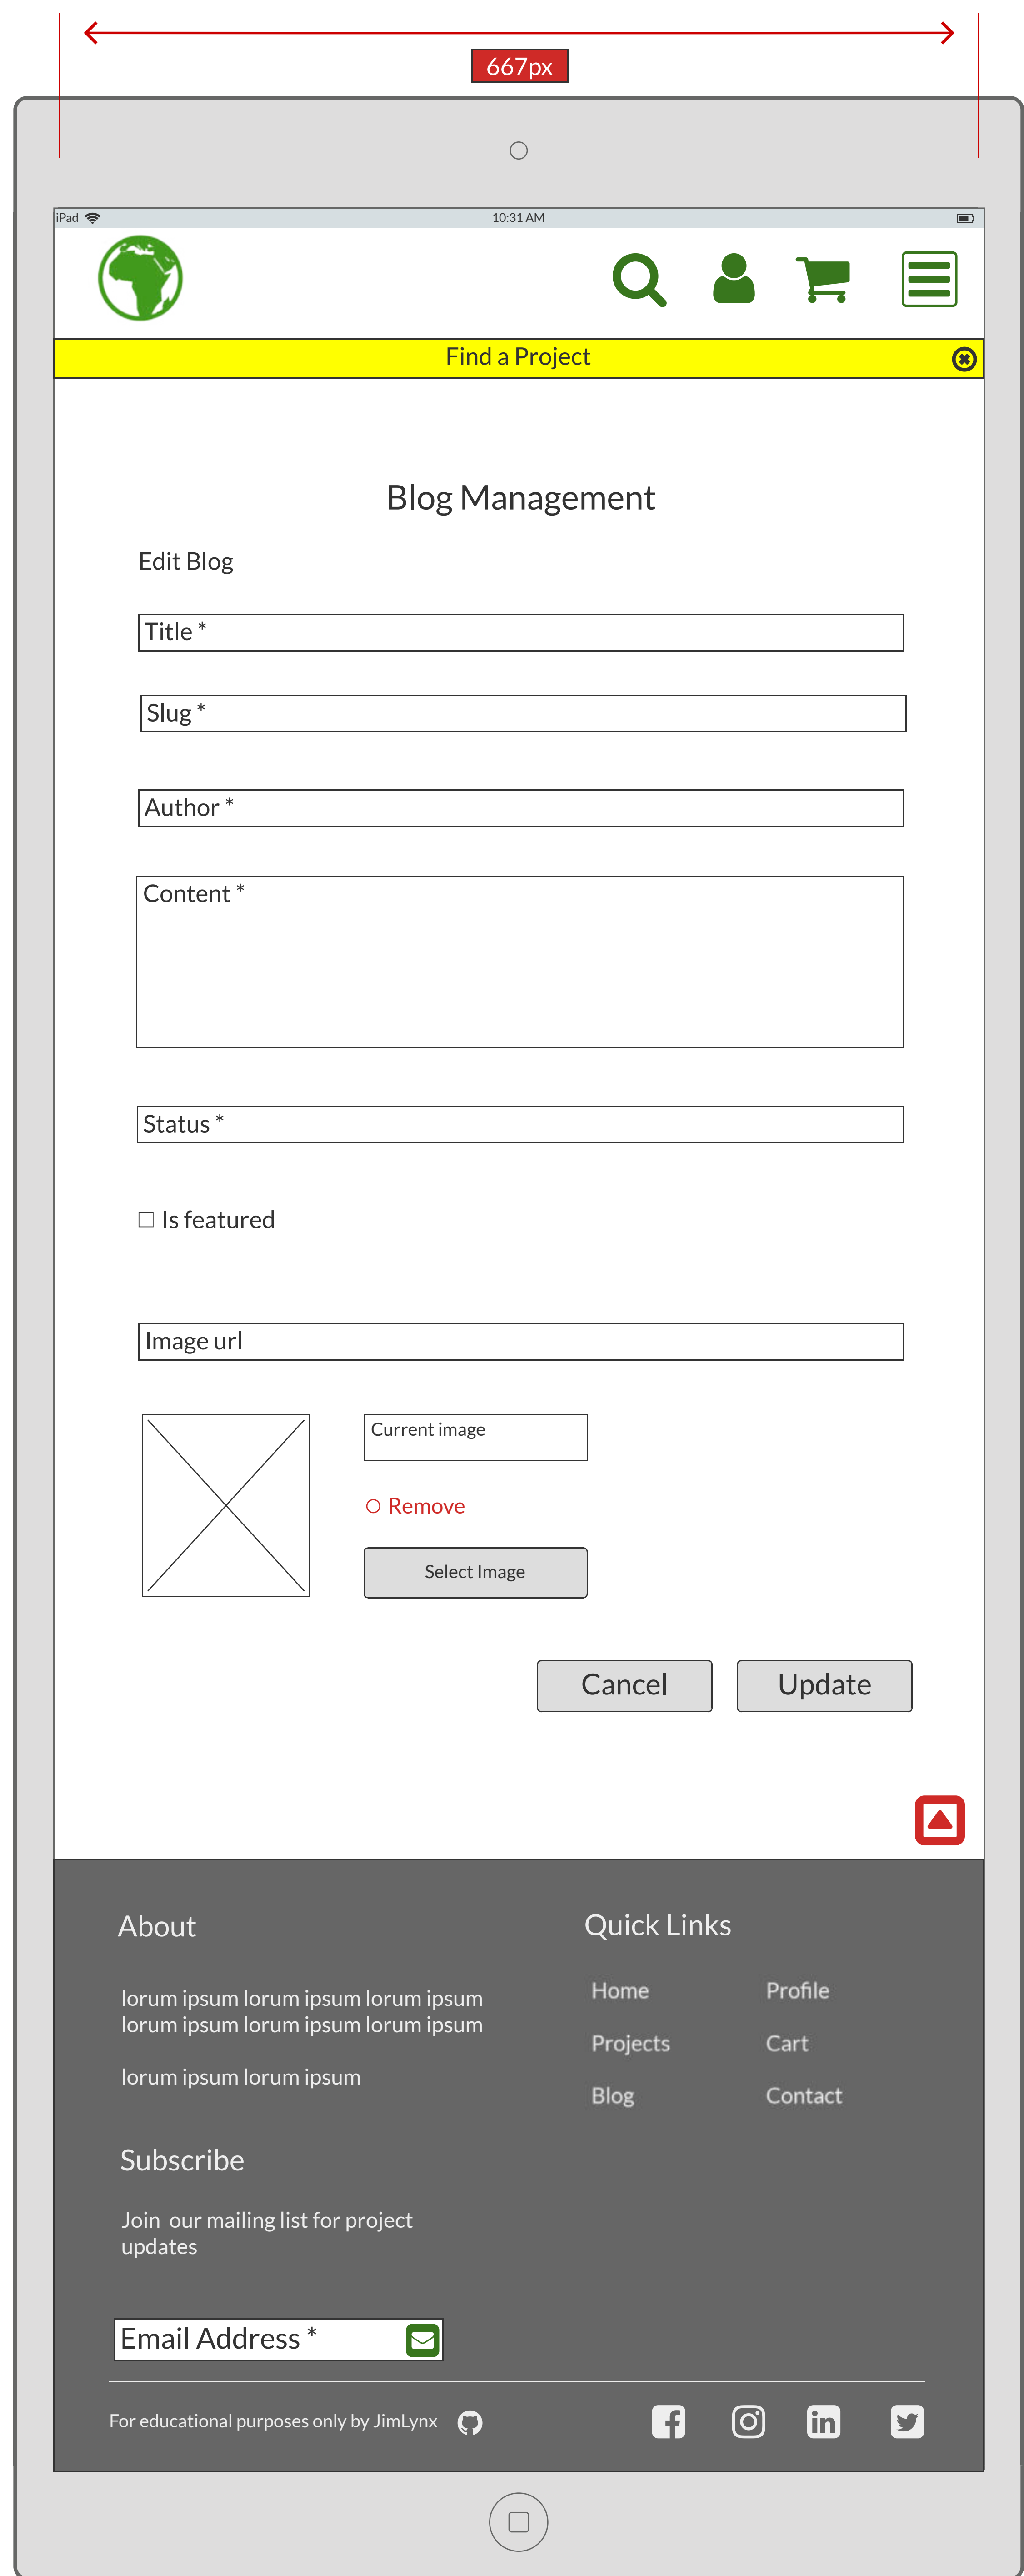 667px
iPad
10:31 AM
Find a Project
Blog Management
Edit Blog
Title *
Slug *
Author *
Content *
Status *
Is featured
Image url
Current image
Remove
Select Image
Cancel
Update
About
lorum ipsum lorum ipsum lorum ipsum
lorum ipsum lorum ipsum lorum ipsum
lorum ipsum lorum ipsum
Quick Links
Home
Profile
Projects
Cart
Blog
Contact
Subscribe
Join  our mailing list for project
updates
Email Address *
For educational purposes only by JimLynx